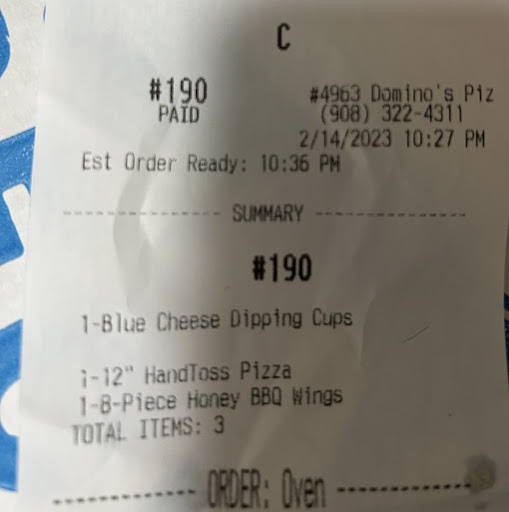 C
#190 #4963 Domino's Piz
PAID (908) 322-4311
2/14/2023 10:27 PM
Est Order Ready: 10:36 PM
--------------- SUMMARY ---------------
#190
1-Blue Cheese Dipping Cups
1-12" HandToss Pizza
1-8-Piece Honey BBQ Wings
TOTAL ITEMS: 3
------------ ORDER: Oven ------------